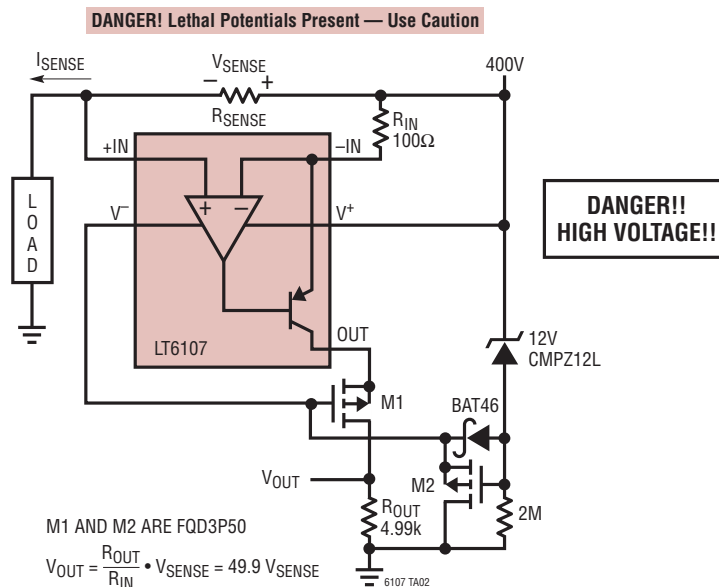 DANGER! Lethal Potentials Present — Use Caution
ISENSE
VSENSE
– +
RSENSE
400V
RIN
100Ω
+IN
–IN
LOAD
V–
+ –
V+
DANGER!!
HIGH VOLTAGE!!
LT6107
OUT
12V
CMPZ12L
M1
BAT46
VOUT
M2
ROUT
4.99k
2M
M1 AND M2 ARE FQD3P50
VOUT = ROUT/RIN • VSENSE = 49.9 VSENSE
6107 TA02